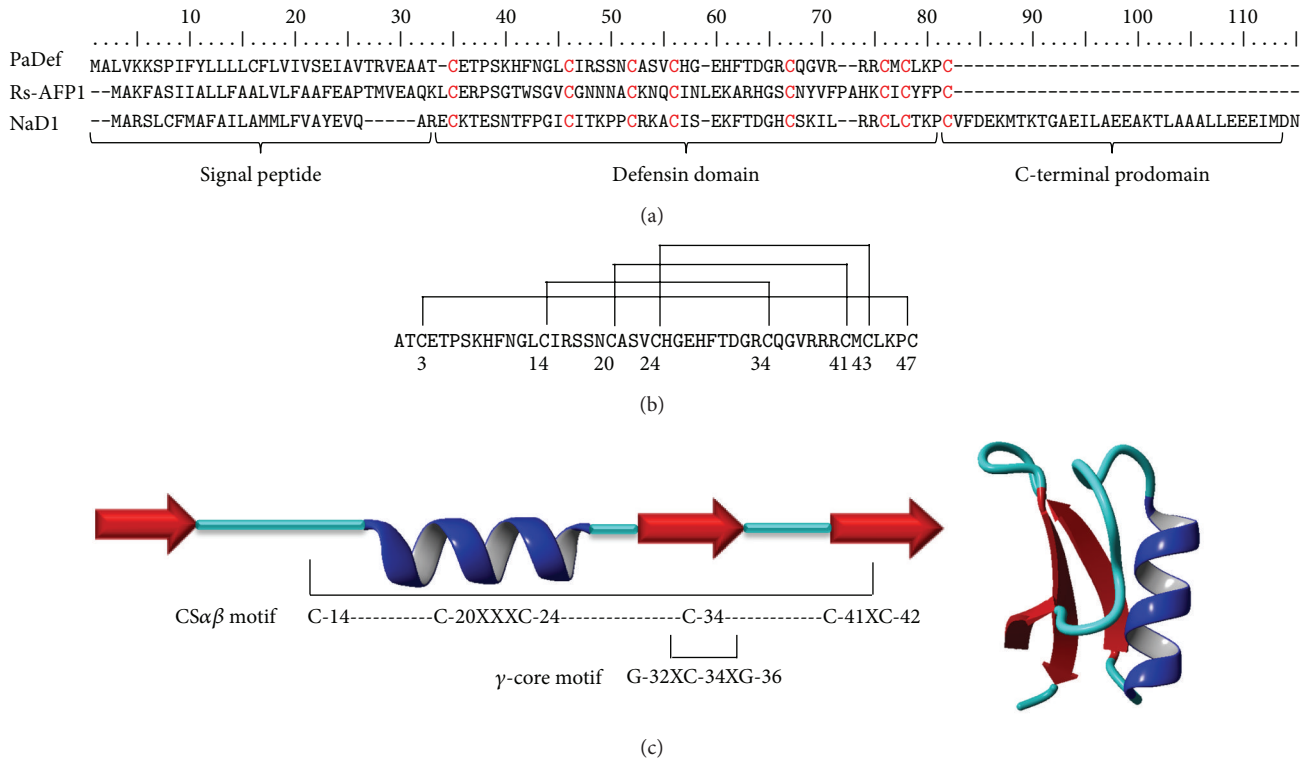 10 20 30 40 50 60 70 80 90 100 110
PaDef MALVKKSPIFYLLLLCFLVIVSEIAVTRVEAAT-CETPSKHFNGLCIRSSNCASVCHG-EHFTDGRCQGVR--RRCMCLKPC---------------------------------
Rs-AFP1 --MAKFASIIALLFAALVLFAAFEAPTMVEAQKLCERPSGTWSGVCGNNNACKNQCINLEKARHGSCNYVFPAHKCICYFPC---------------------------------
NaD1 --MARSLCFMAFAILAMMLFVAYEVQ-----ARECKTESNTFPGICITKPPCRKACIS-EKFTDGHCSKIL--RRCLCTKPCVFDEKMTKTGAEILAEEAKTLAAALLEEEIMDN
Signal peptide Defensin domain C-terminal prodomain
(a)
ATCETPSKHFNGLCIRSSNCASVCHGEHFTDGRCQGVRRRCMCLKPC
3 14 20 24 34 41 43 47
(b)
CSαβ motif C-14----------C-20XXXC-24---------------C-34------------C-41XC-42
γ-core motif G-32XC-34XG-36
(c)